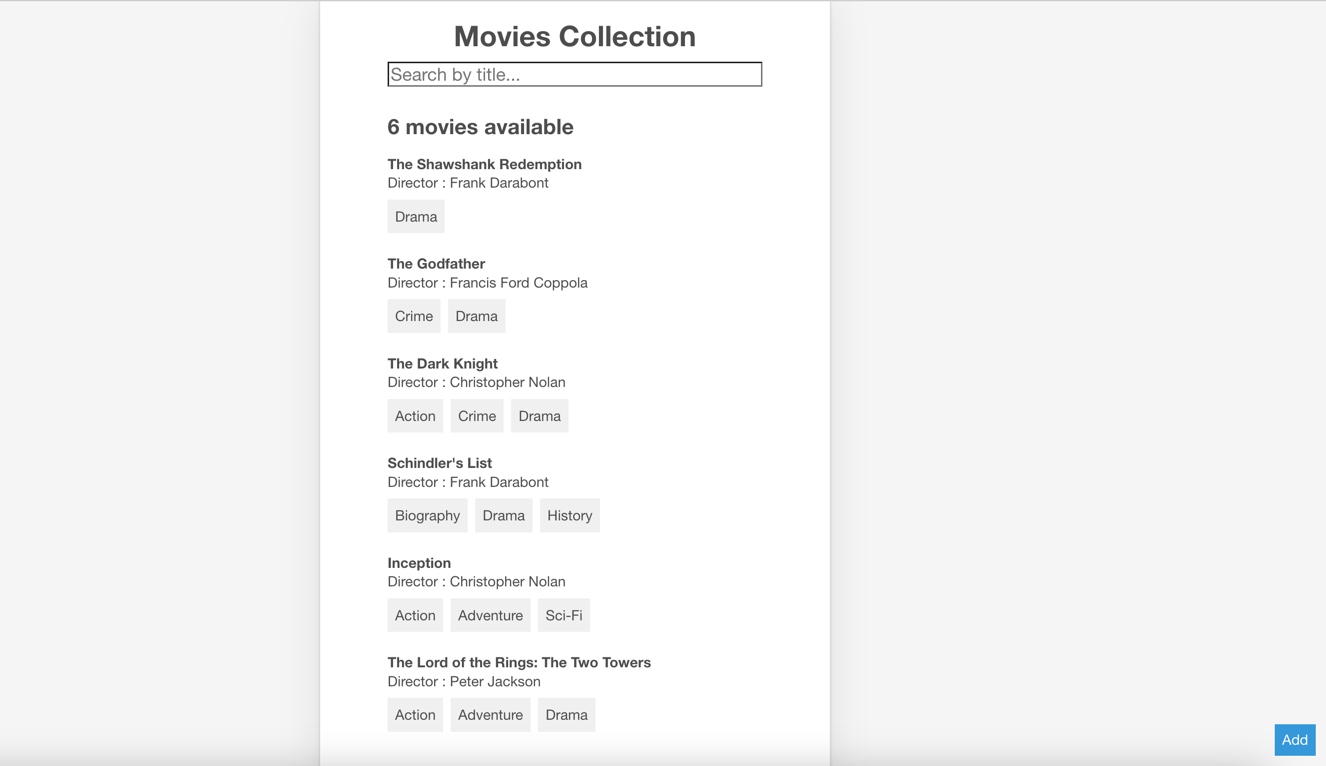 Movies Collection
Search by title...
6 movies available
The Shawshank Redemption
Director : Frank Darabont
Drama
The Godfather
Director : Francis Ford Coppola
Crime Drama
The Dark Knight
Director : Christopher Nolan
Action Crime Drama
Schindler's List
Director : Frank Darabont
Biography Drama History
Inception
Director : Christopher Nolan
Action Adventure Sci-Fi
The Lord of the Rings: The Two Towers
Director : Peter Jackson
Action Adventure Drama
Add